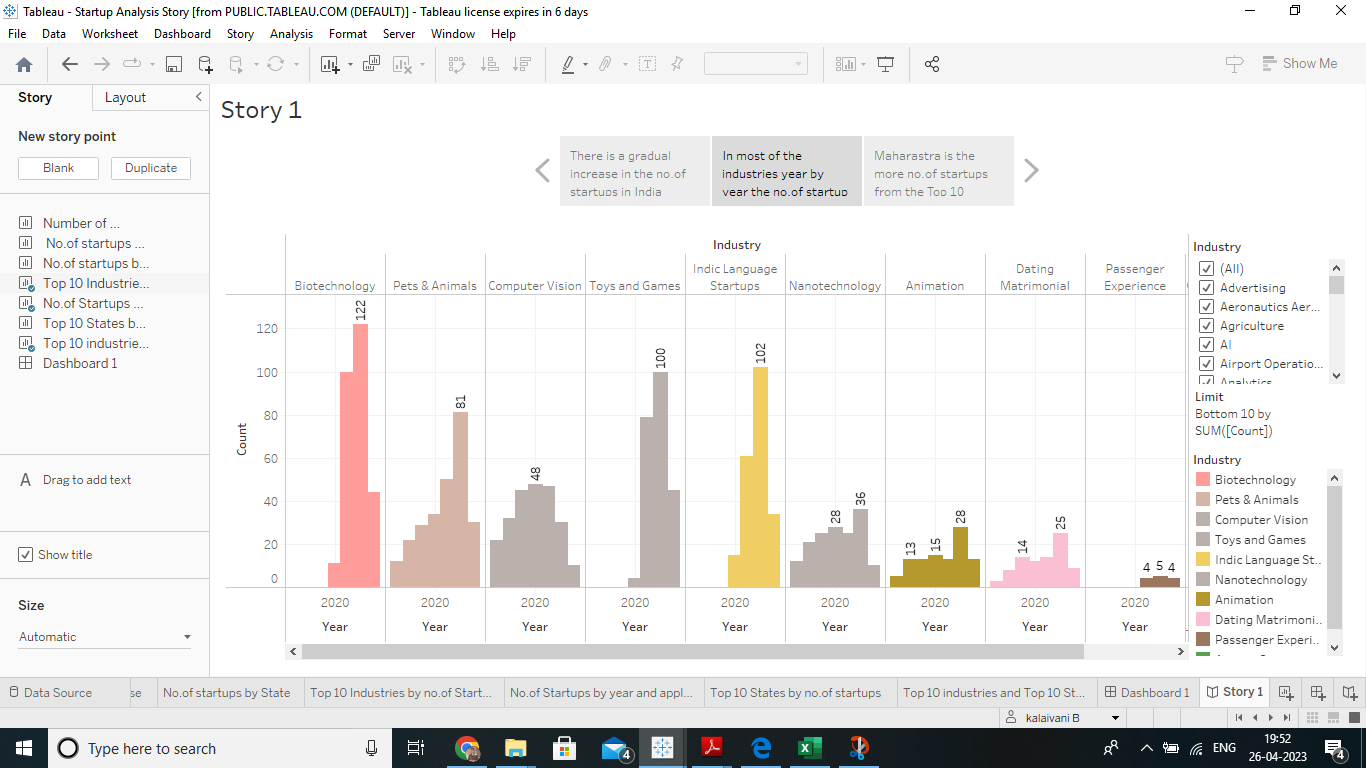 Tableau - Startup Analysis Story [from PUBLIC.TABLEAU.COM (DEFAULT)] - Tableau license expires in 6 days
File Data Worksheet Dashboard Story Analysis Format Server Window Help
Show Me
Story Layout
New story point
Blank Duplicate
Number of ...
No.of startups ...
No.of startups b...
Top 10 Industrie...
No.of Startups ...
Top 10 States b...
Top 10 industrie...
Dashboard 1
A Drag to add text
Show title
Size
Automatic
Story 1
There is a gradual
increase in the no.of
startups in India
In most of the
industries year by
year the no.of startup
Maharastra is the
more no.of startups
from the Top 10
Industry
Biotechnology
Pets & Animals
Computer Vision
Toys and Games
Indic Language
Startups
Nanotechnology
Animation
Dating
Matrimonial
Passenger
Experience
Count
120
100
80
60
40
20
0
122
81
48
100
102
28 36
13 15 28
14 25
4 5 4
2020 2020 2020 2020 2020 2020 2020 2020 2020
Year Year Year Year Year Year Year Year Year
Industry
(All)
Advertising
Aeronautics Aer...
Agriculture
AI
Airport Operatio...
Analytics
Limit
Bottom 10 by
SUM([Count])
Industry
Biotechnology
Pets & Animals
Computer Vision
Toys and Games
Indic Language St..
Nanotechnology
Animation
Dating Matrimoni..
Passenger Experi..
Data Source se No.of startups by State Top 10 Industries by no.of Start... No.of Startups by year and appl... Top 10 States by no.of startups Top 10 industries and Top 10 St... Dashboard 1 Story 1
kalaivani B
Type here to search
4
ENG
19:52
26-04-2023
4